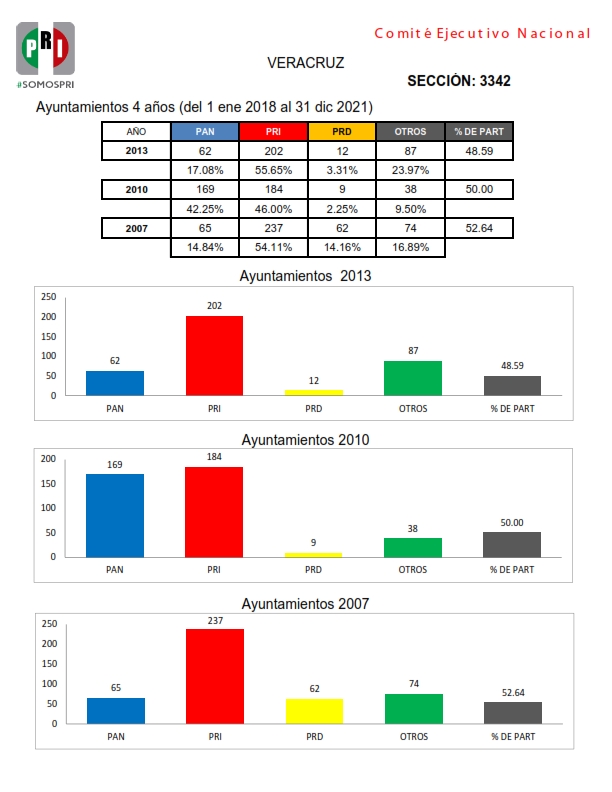 Comité Ejecutivo Nacional
PRI
#SOMOSPRI
VERACRUZ
SECCIÓN: 3342
Ayuntamientos 4 años (del 1 ene 2018 al 31 dic 2021)
AÑO PAN PRI PRD OTROS % DE PART
2013 62 202 12 87 48.59
17.08% 55.65% 3.31% 23.97%
2010 169 184 9 38 50.00
42.25% 46.00% 2.25% 9.50%
2007 65 237 62 74 52.64
14.84% 54.11% 14.16% 16.89%
Ayuntamientos 2013
250
200
150
100
50
0
62 202 12 87 48.59
PAN PRI PRD OTROS % DE PART
Ayuntamientos 2010
200
150
100
50
0
169 184 9 38 50.00
PAN PRI PRD OTROS % DE PART
Ayuntamientos 2007
250
200
150
100
50
0
65 237 62 74 52.64
PAN PRI PRD OTROS % DE PART